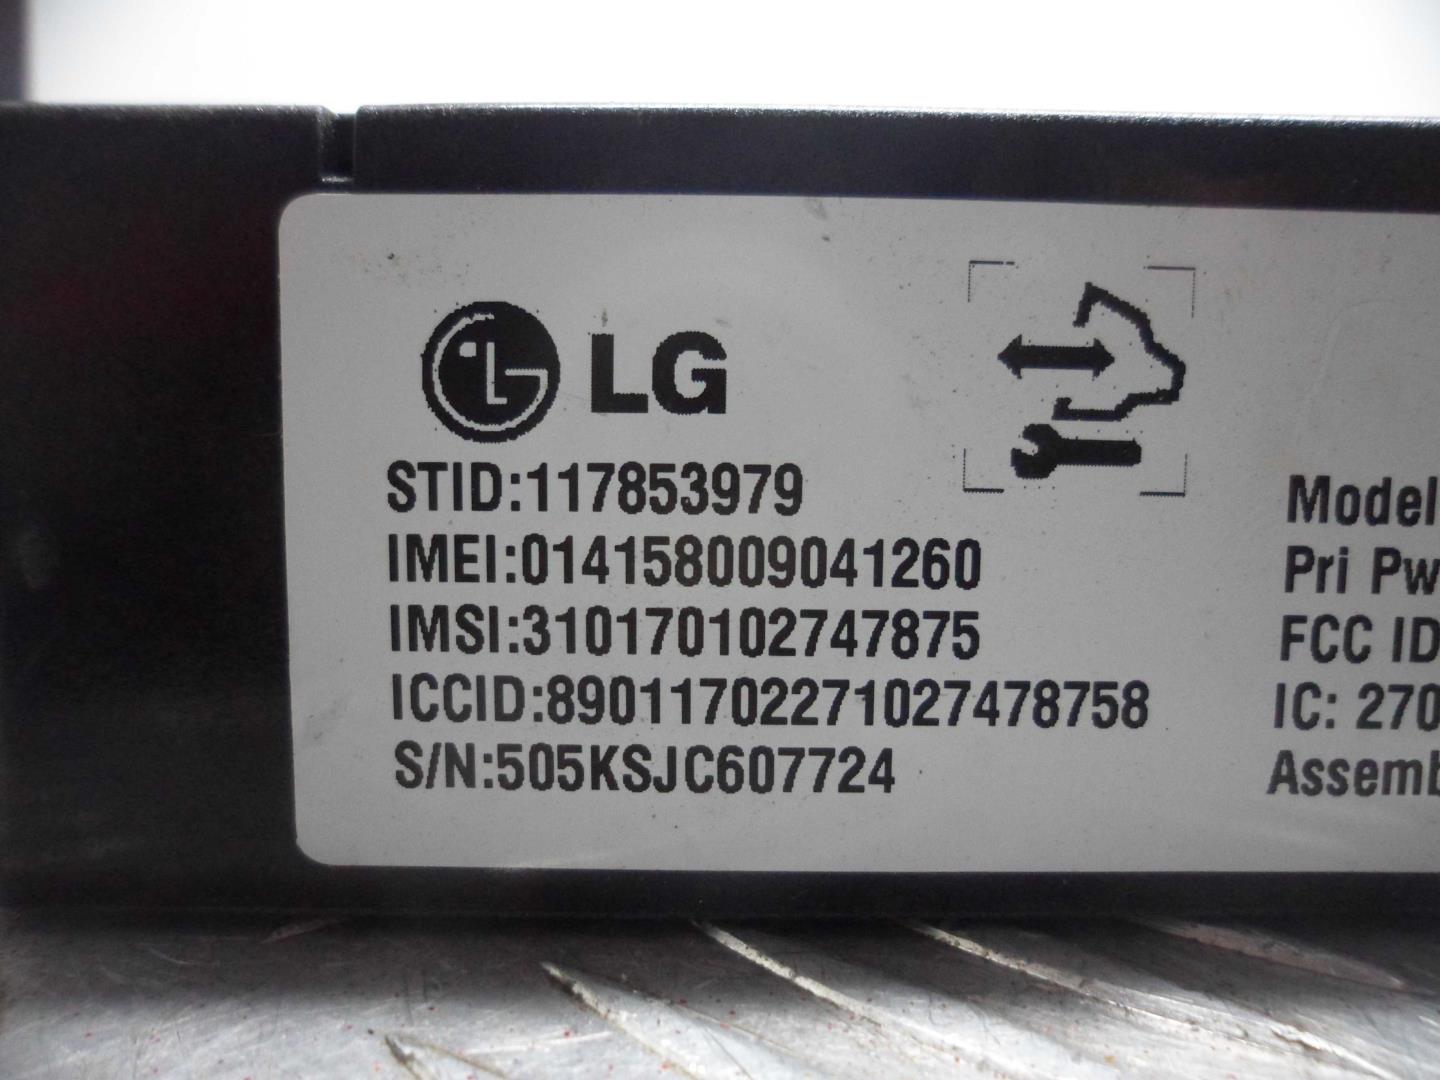 LG
STID:117853979
IMEI:014158009041260
IMSI:310170102747875
ICCID:89011702271027478758
S/N:505KSJC607724
Model
Pri Pw
FCC ID
IC: 270
Assemb